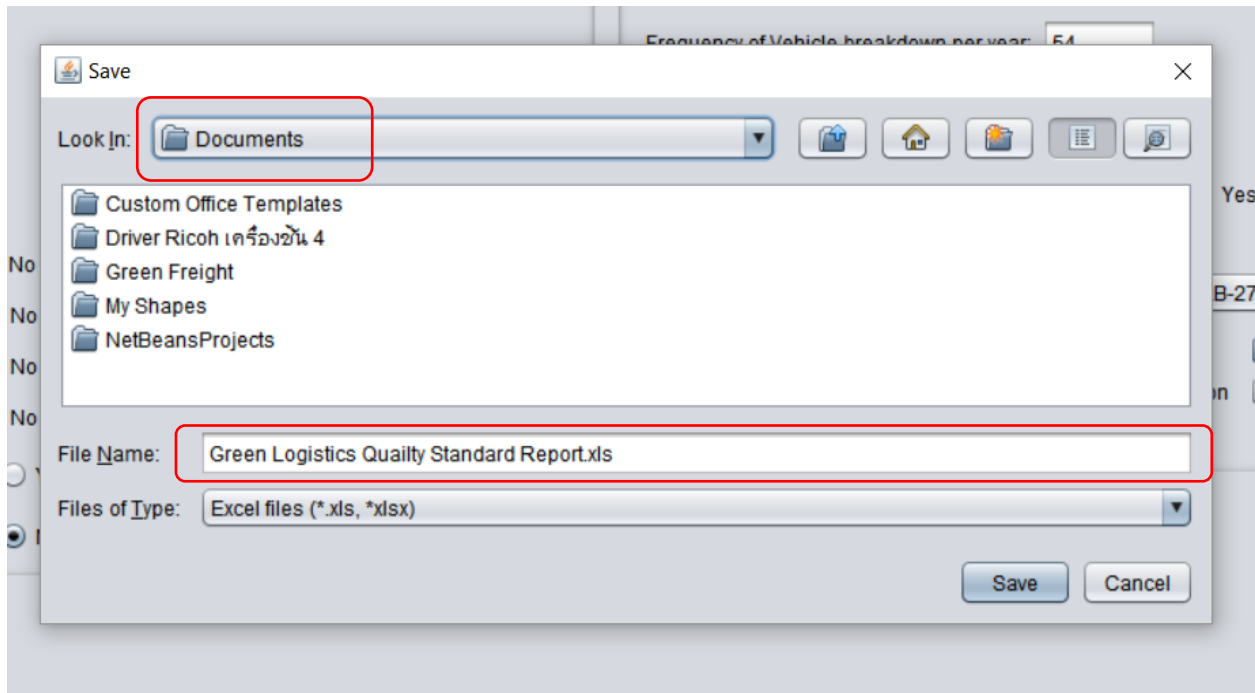 Frequency of Vehicle breakdown per year: 54
Save
Look In: Documents
Custom Office Templates
Driver Ricoh เครื่องชั้น 4
Green Freight
My Shapes
NetBeansProjects
Yes
No
B-27
No
No
No
File Name: Green Logistics Quailty Standard Report.xls
Files of Type: Excel files (*.xls, *xlsx)
Save Cancel